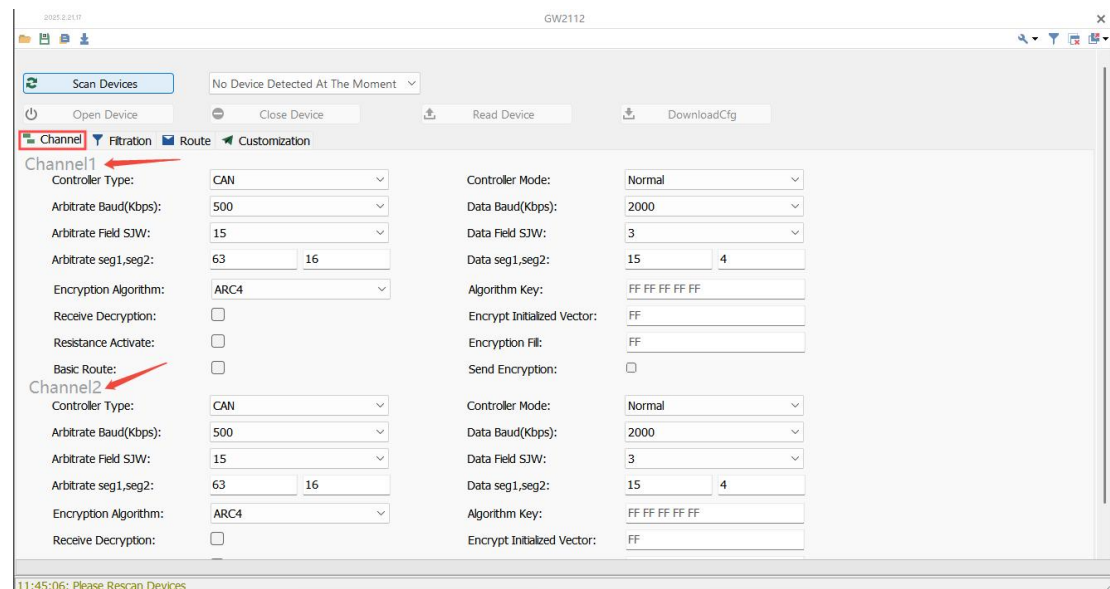 2025.2.21.17 GW2112
Scan Devices No Device Detected At The Moment
Open Device Close Device Read Device DownloadCfg
Channel Filtration Route Customization
Channel1
Controller Type: CAN Controller Mode: Normal
Arbitrate Baud(Kbps): 500 Data Baud(Kbps): 2000
Arbitrate Field SJW: 15 Data Field SJW: 3
Arbitrate seg1,seg2: 63 16 Data seg1,seg2: 15 4
Encryption Algorithm: ARC4 Algorithm Key: FF FF FF FF FF
Receive Decryption: Encrypt Initialized Vector: FF
Resistance Activate: Encryption Fill: FF
Basic Route: Send Encryption:
Channel2
Controller Type: CAN Controller Mode: Normal
Arbitrate Baud(Kbps): 500 Data Baud(Kbps): 2000
Arbitrate Field SJW: 15 Data Field SJW: 3
Arbitrate seg1,seg2: 63 16 Data seg1,seg2: 15 4
Encryption Algorithm: ARC4 Algorithm Key: FF FF FF FF FF
Receive Decryption: Encrypt Initialized Vector: FF
11:45:06: Please Rescan Devices